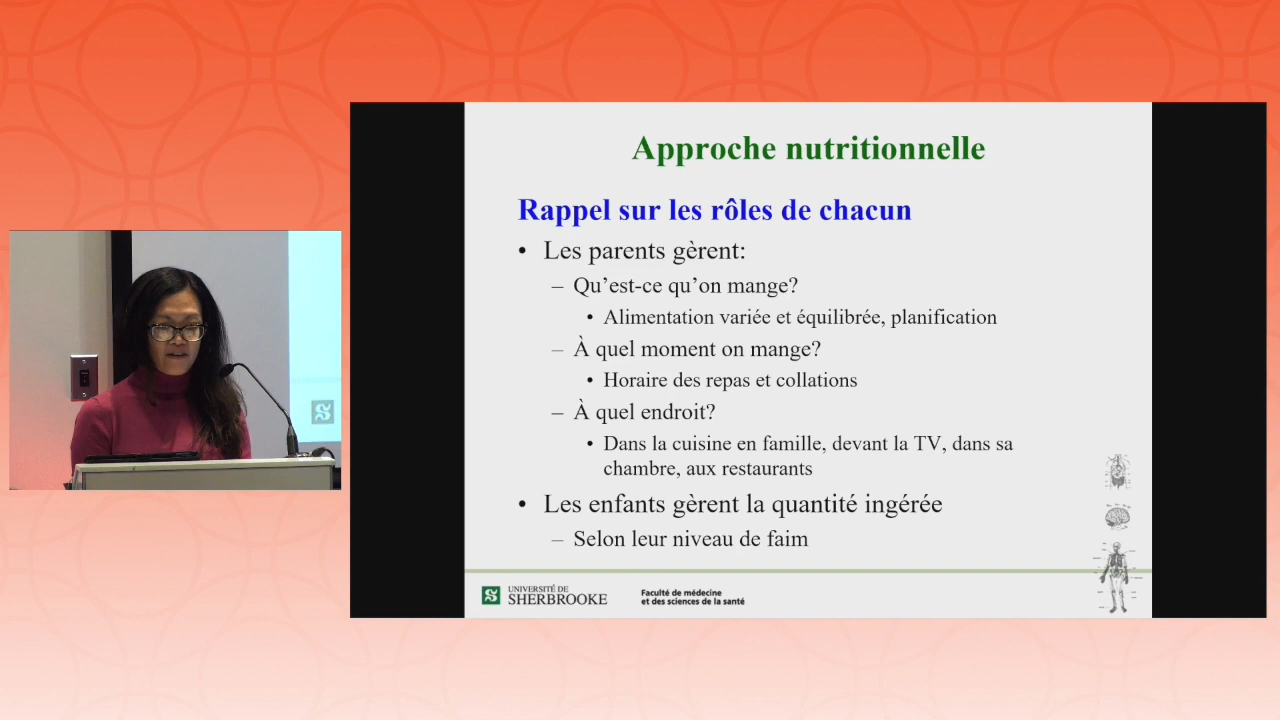 Approche nutritionnelle
Rappel sur les rôles de chacun
• Les parents gèrent:
– Qu’est-ce qu’on mange?
• Alimentation variée et équilibrée, planification
– À quel moment on mange?
• Horaire des repas et collations
– À quel endroit?
• Dans la cuisine en famille, devant la TV, dans sa
chambre, aux restaurants
• Les enfants gèrent la quantité ingérée
– Selon leur niveau de faim
UNIVERSITÉ DE
SHERBROOKE
Faculté de médecine
et des sciences de la santé